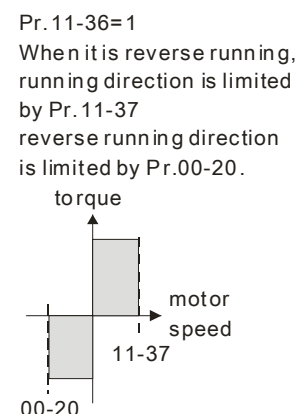 Pr.11-36=1
When it is reverse running,
running direction is limited
by Pr.11-37
reverse running direction
is limited by Pr.00-20.
torque
motor
speed
11-37
00-20